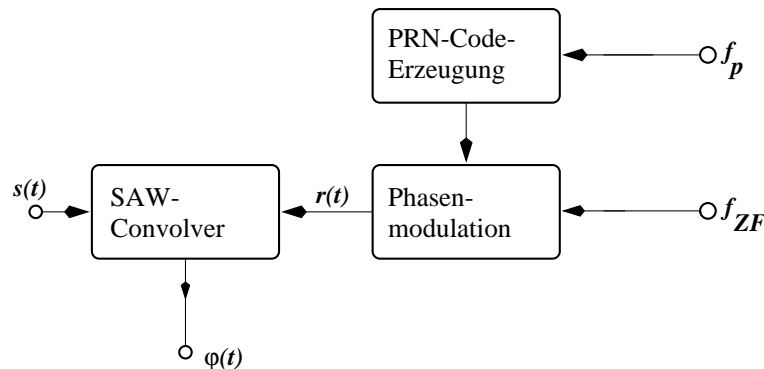 PRN-Code-
Erzeugung
f_p
s(t)
SAW-
Convolver
r(t)
Phasen-
modulation
f_ZF
φ(t)